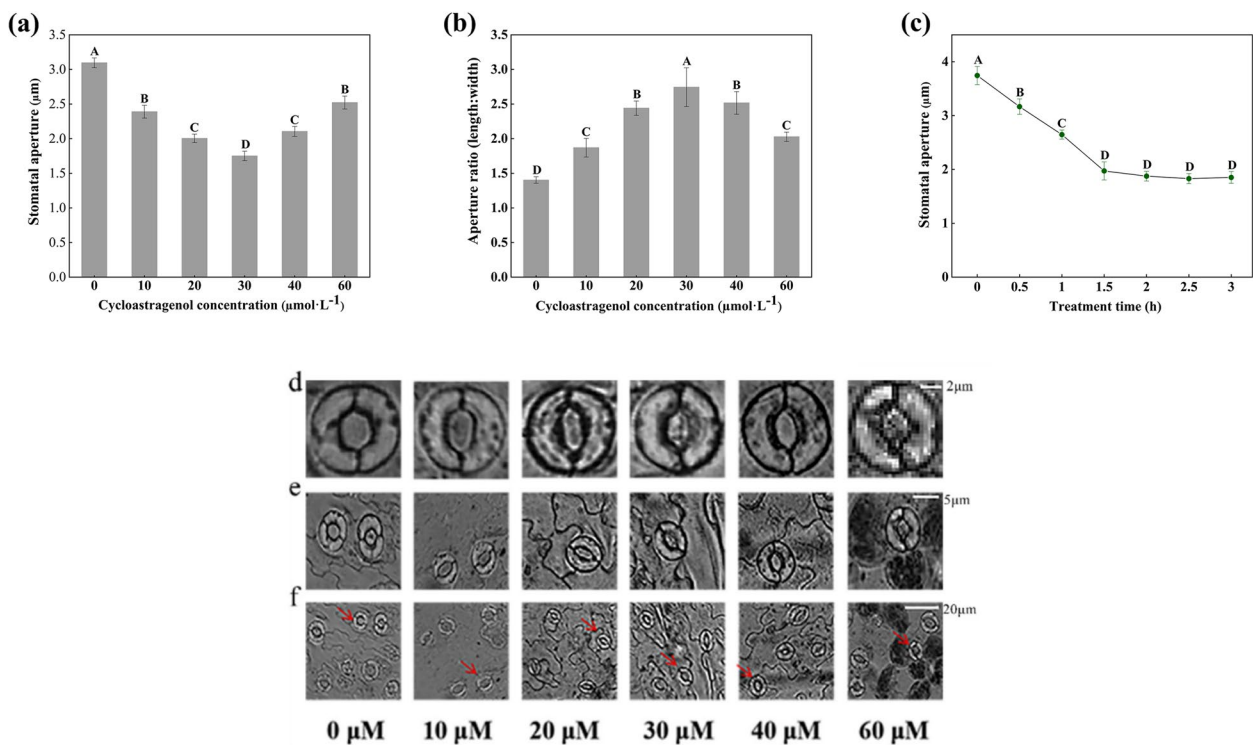 (a)
3.5
3.0
2.5
2.0
1.5
1.0
0.5
0.0
Stomatal aperture (μm)
A
B
C
D
C
B
0 10 20 30 40 60
Cycloastragenol concentration (μmol·L-1)
(b)
3.5
3.0
2.5
2.0
1.5
1.0
0.5
0.0
Aperture ratio (length:width)
D
C
B
A
B
C
0 10 20 30 40 60
Cycloastragenol concentration (μmol·L-1)
(c)
5
4
3
2
1
0
Stomatal aperture (μm)
A
B
C
D
D
D
D
0 0.5 1 1.5 2 2.5 3
Treatment time (h)
d
2μm
e
5μm
f
20μm
0 μM 10 μM 20 μM 30 μM 40 μM 60 μM